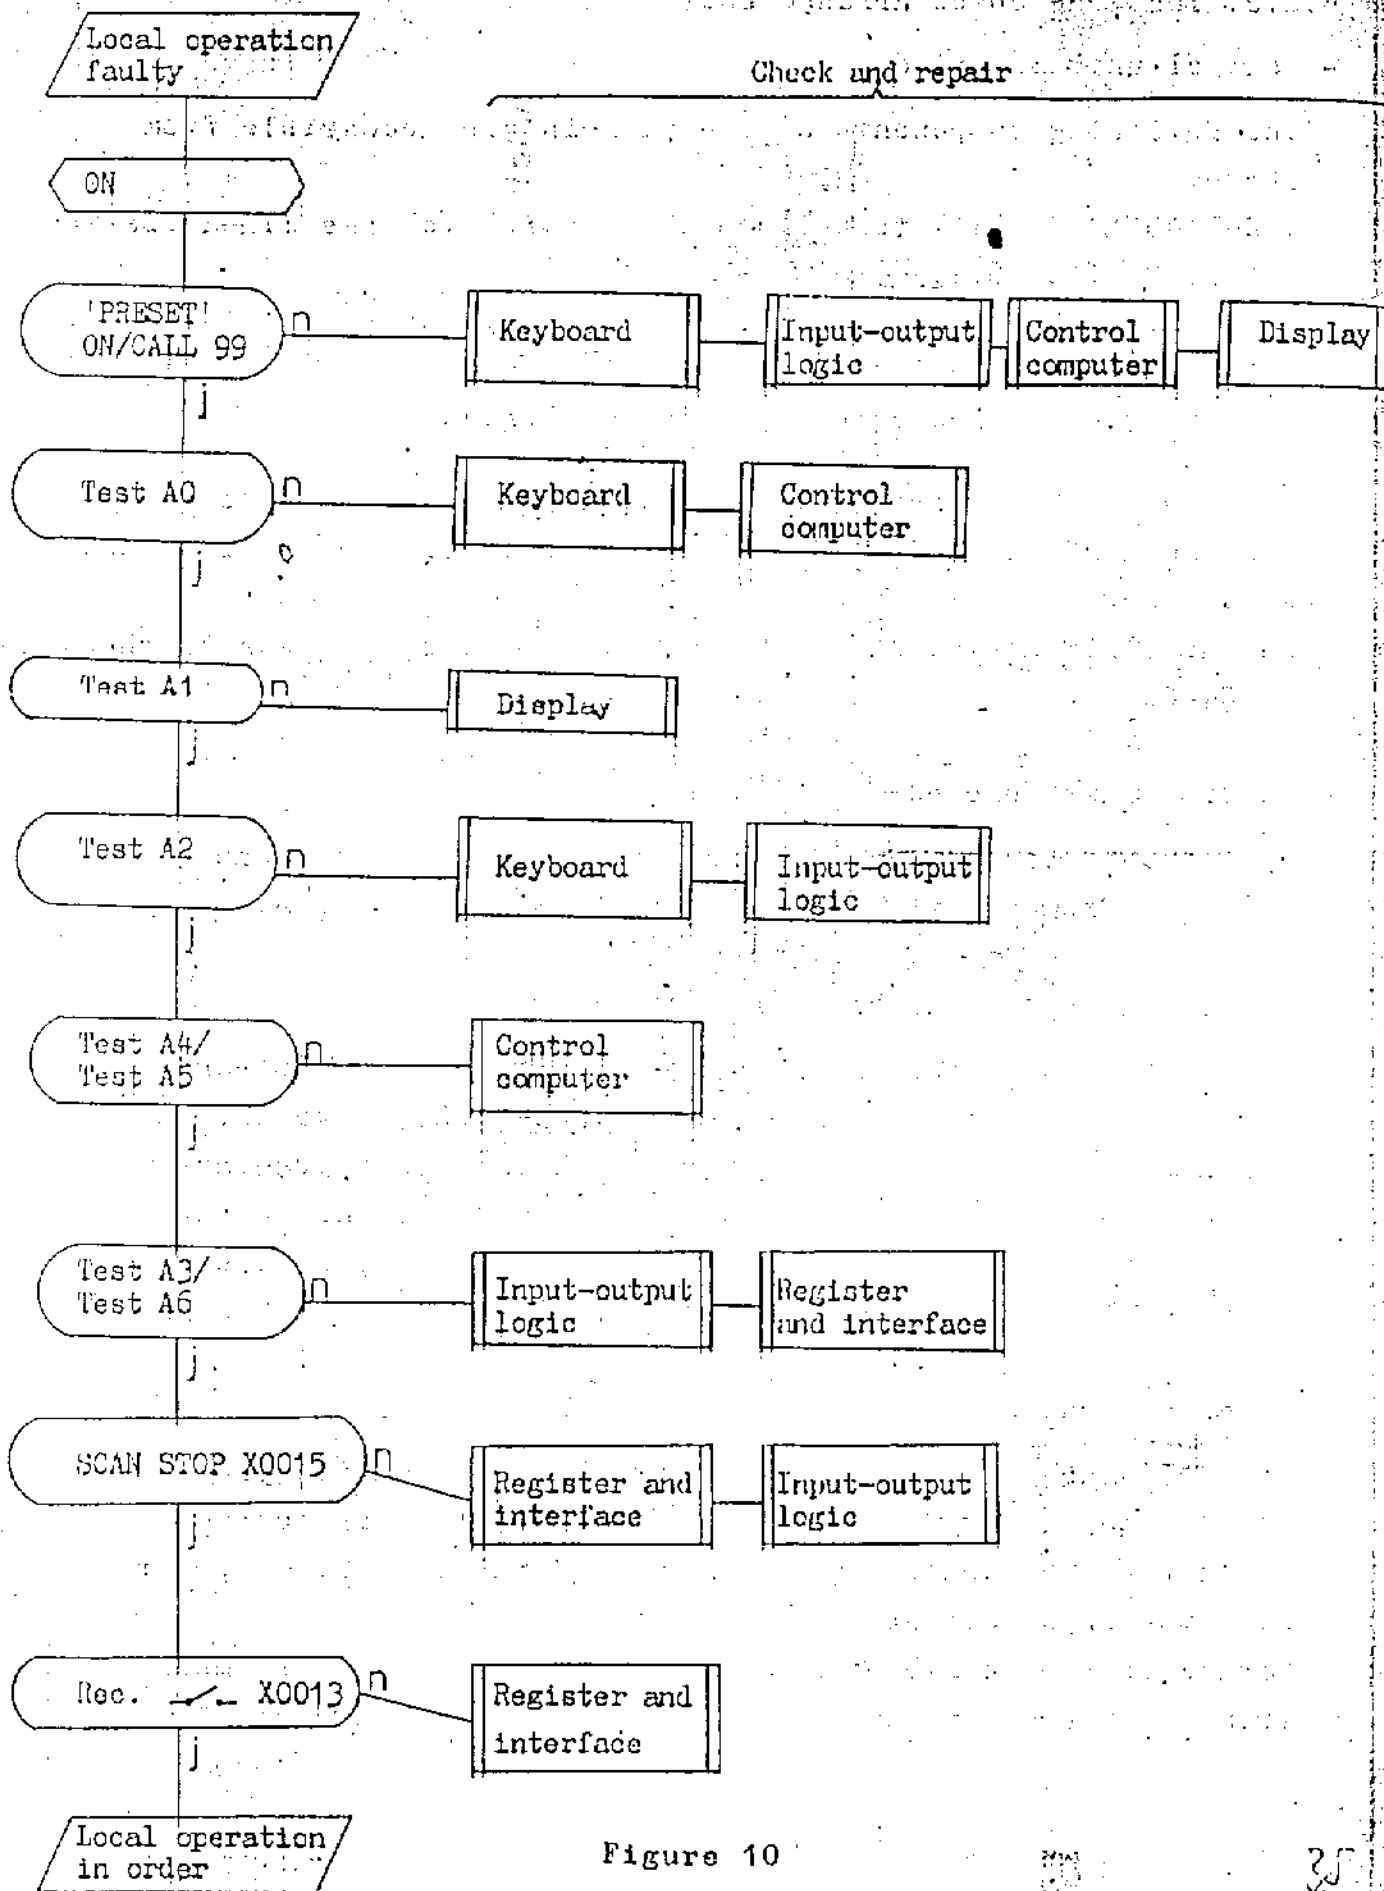 Local operation
faulty
Check and repair
ON
'PRESET'
ON/CALL 99
n
Keyboard
Input-output
logic
Control
computer
Display
j
Test A0
n
Keyboard
Control
computer
j
Test A1
n
Display
j
Test A2
n
Keyboard
Input-output
logic
j
Test A4/
Test A5
n
Control
computer
j
Test A3/
Test A6
n
Input-output
logic
Register
and interface
j
SCAN STOP X0015
n
Register and
interface
Input-output
logic
j
Rec. X0013
n
Register and
interface
j
Local operation
in order
Figure 10